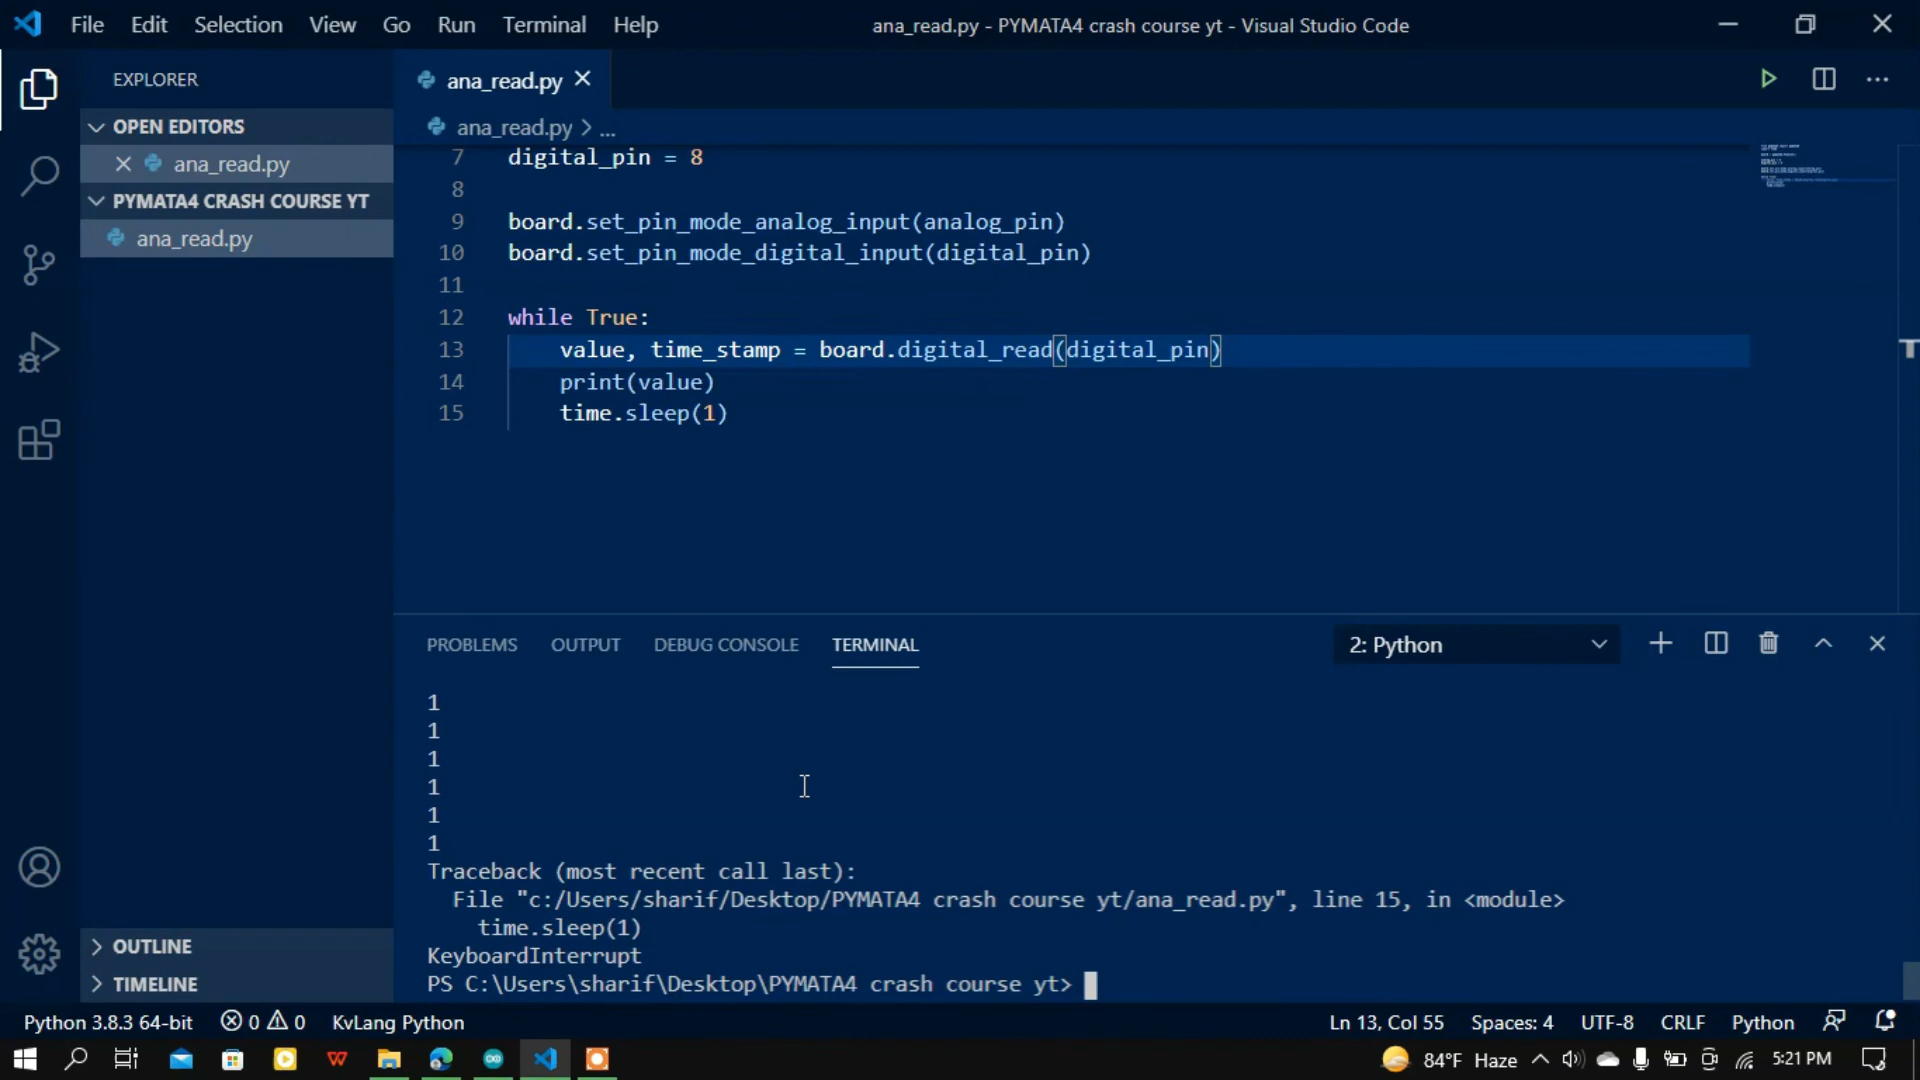 File Edit Selection View Go Run Terminal Help
ana_read.py - PYMATA4 crash course yt - Visual Studio Code
EXPLORER
OPEN EDITORS
ana_read.py
PYMATA4 CRASH COURSE YT
ana_read.py
OUTLINE
TIMELINE
ana_read.py
ana_read.py > ...
7 digital_pin = 8
8
9 board.set_pin_mode_analog_input(analog_pin)
10 board.set_pin_mode_digital_input(digital_pin)
11
12 while True:
13 value, time_stamp = board.digital_read(digital_pin)
14 print(value)
15 time.sleep(1)
PROBLEMS OUTPUT DEBUG CONSOLE TERMINAL 2: Python
1
1
1
1
1
1
Traceback (most recent call last):
File "c:/Users/sharif/Desktop/PYMATA4 crash course yt/ana_read.py", line 15, in <module>
time.sleep(1)
KeyboardInterrupt
PS C:\Users\sharif\Desktop\PYMATA4 crash course yt>
Python 3.8.3 64-bit 0 0 KvLang Python Ln 13, Col 55 Spaces: 4 UTF-8 CRLF Python
84°F Haze 5:21 PM